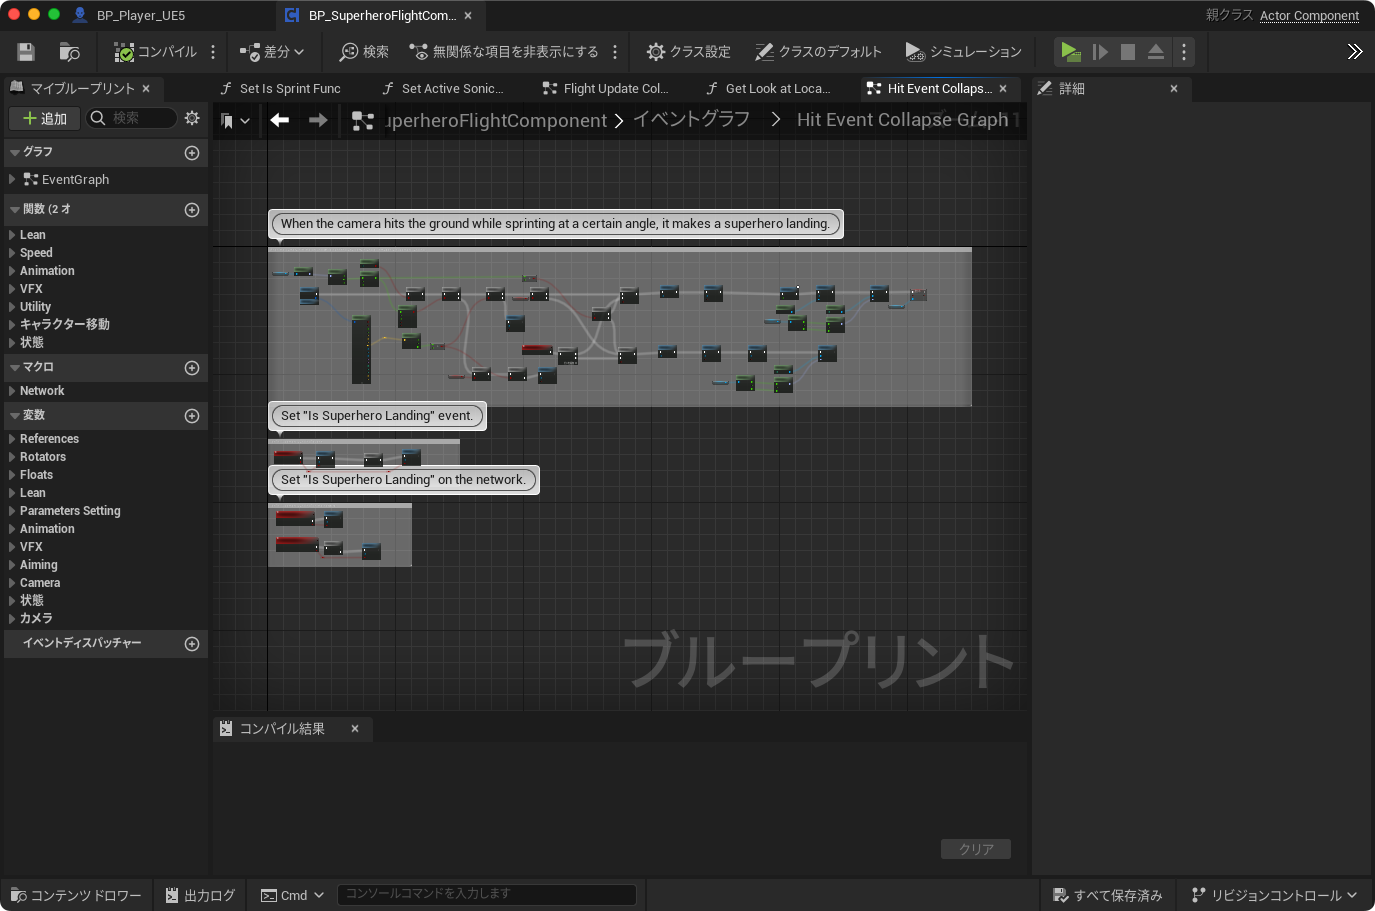 BP_Player_UE5
BP_SuperheroFlightCom...
親クラス Actor Component
コンパイル
差分
検索
無関係な項目を非表示にする
クラス設定
クラスのデフォルト
シミュレーション
マイブループリント
Set Is Sprint Func
Set Active Sonic...
Flight Update Col...
Get Look at Loca...
Hit Event Collaps...
詳細
追加
検索
uperheroFlightComponent
イベントグラフ
Hit Event Collapse Graph
グラフ
EventGraph
関数 (2 オ
Lean
Speed
Animation
VFX
Utility
キャラクター移動
状態
マクロ
Network
変数
References
Rotators
Floats
Lean
Parameters Setting
Animation
VFX
Aiming
Camera
状態
カメラ
イベントディスパッチャー
When the camera hits the ground while sprinting at a certain angle, it makes a superhero landing.
Set "Is Superhero Landing" event.
Set "Is Superhero Landing" on the network.
ブループリント
コンパイル結果
クリア
コンテンツ ドロワー
出力ログ
Cmd
コンソールコマンドを入力します
すべて保存済み
リビジョンコントロール